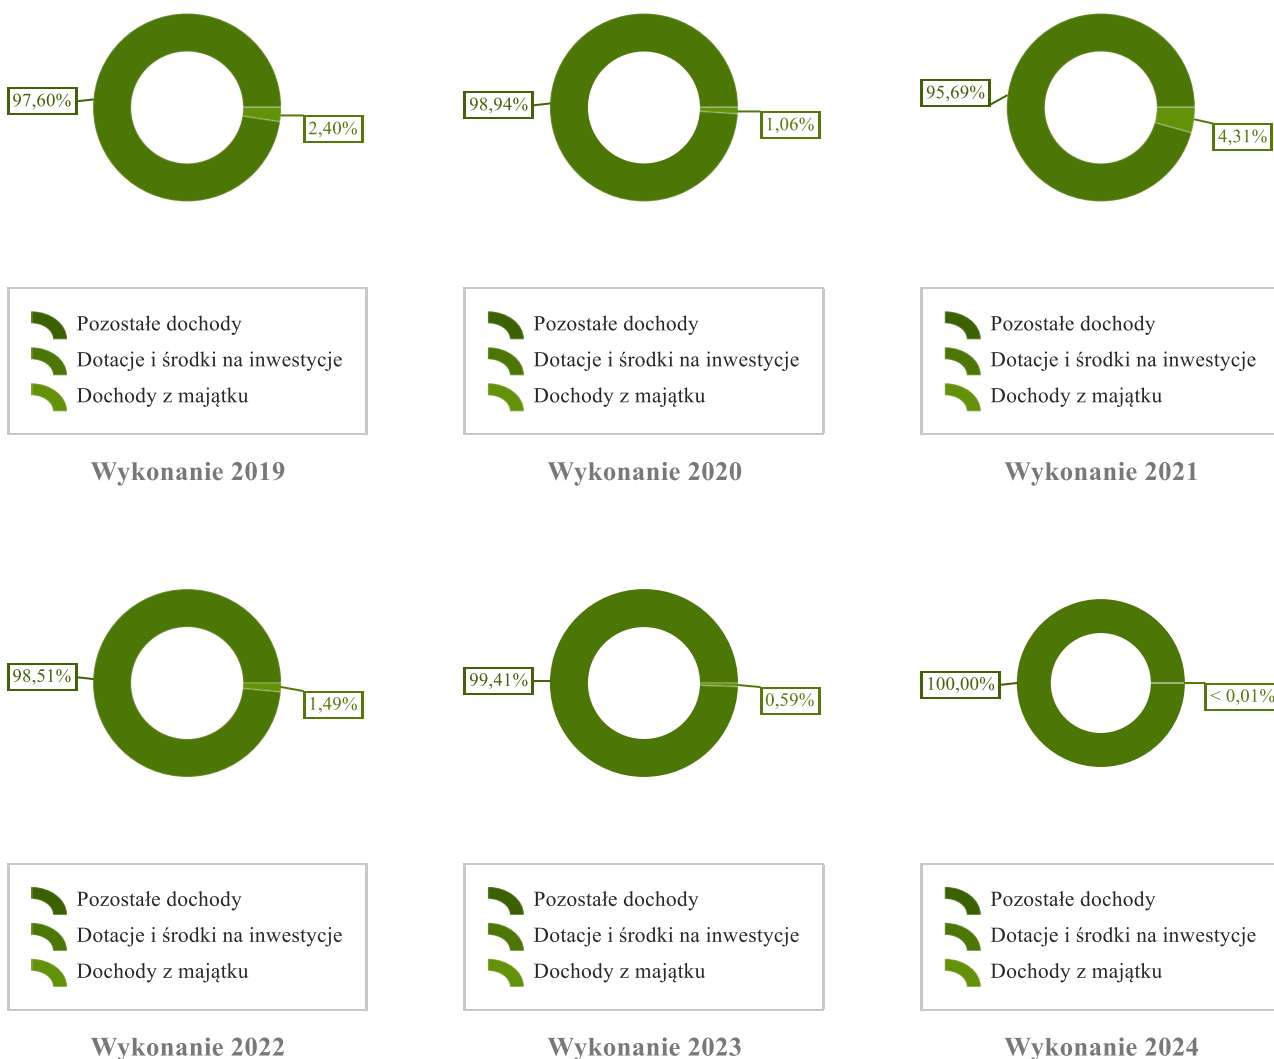 97,60%
2,40%
Pozostałe dochody
Dotacje i środki na inwestycje
Dochody z majątku
Wykonanie 2019
98,94%
1,06%
Pozostałe dochody
Dotacje i środki na inwestycje
Dochody z majątku
Wykonanie 2020
95,69%
4,31%
Pozostałe dochody
Dotacje i środki na inwestycje
Dochody z majątku
Wykonanie 2021
98,51%
1,49%
Pozostałe dochody
Dotacje i środki na inwestycje
Dochody z majątku
Wykonanie 2022
99,41%
0,59%
Pozostałe dochody
Dotacje i środki na inwestycje
Dochody z majątku
Wykonanie 2023
100,00%
< 0,01%
Pozostałe dochody
Dotacje i środki na inwestycje
Dochody z majątku
Wykonanie 2024